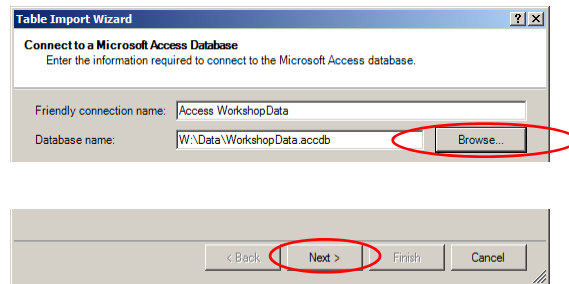 Table Import Wizard
? X
Connect to a Microsoft Access Database
Enter the information required to connect to the Microsoft Access database.
Friendly connection name: Access WorkshopData
Database name: W:\Data\WorkshopData.accdb Browse...
< Back Next > Finish Cancel